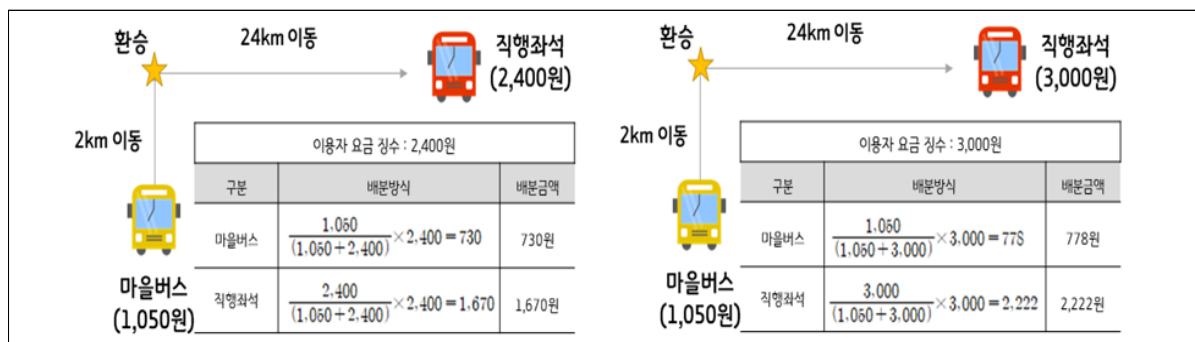 환승
24km 이동
직행좌석
(2,400원)
2km 이동
이용자 요금 징수 : 2,400원
구분 배분방식 배분금액
마을버스 1,050/(1,050+2,400)×2,400=730 730원
직행좌석 2,400/(1,050+2,400)×2,400=1,670 1,670원
마을버스
(1,050원)
환승
24km 이동
직행좌석
(3,000원)
2km 이동
이용자 요금 징수 : 3,000원
구분 배분방식 배분금액
마을버스 1,050/(1,050+3,000)×3,000=778 778원
직행좌석 3,000/(1,050+3,000)×3,000=2,222 2,222원
마을버스
(1,050원)